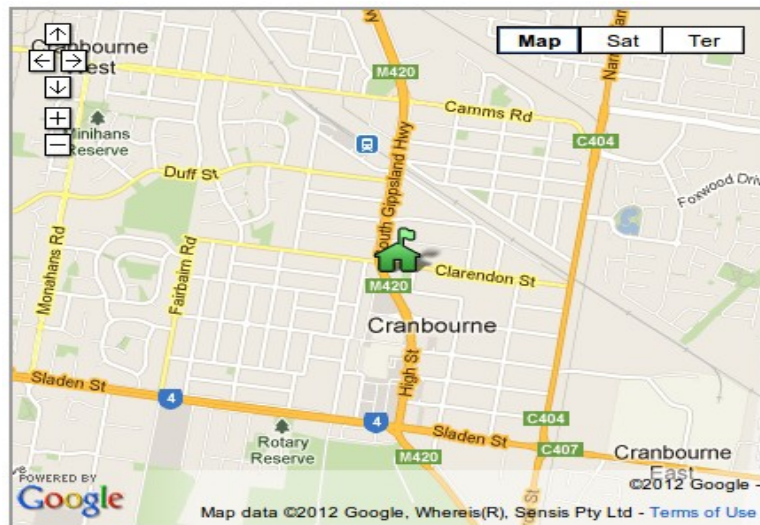 Cranbourne
West
Map
Sat
Ter
M420
Camms Rd
C404
Minihans
Reserve
Duff St
South Gippsland Hwy
Foxwood Driv
Monahans Rd
Fairbairn Rd
Clarendon St
M420
Cranbourne
High St
Sladen St
4
4
C404
Sladen St
C407
Rotary
Reserve
M420
Cranbourne
East
POWERED BY
Google
©2012 Google -
Map data ©2012 Google, Whereis(R), Sensis Pty Ltd - Terms of Use